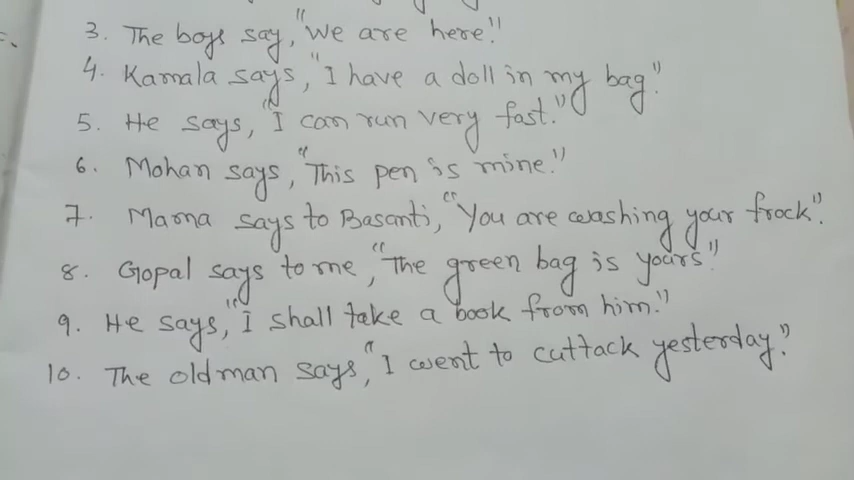 3. The boys say, "We are here."
4. Kamala says, "I have a doll in my bag."
5. He says, "I can run very fast."
6. Mohan says, "This pen is mine."
7. Mama says to Basanti, "You are washing your frock".
8. Gopal says to me, "The green bag is yours"
9. He says, "I shall take a book from him."
10. The old man says, "I went to cuttack yesterday."